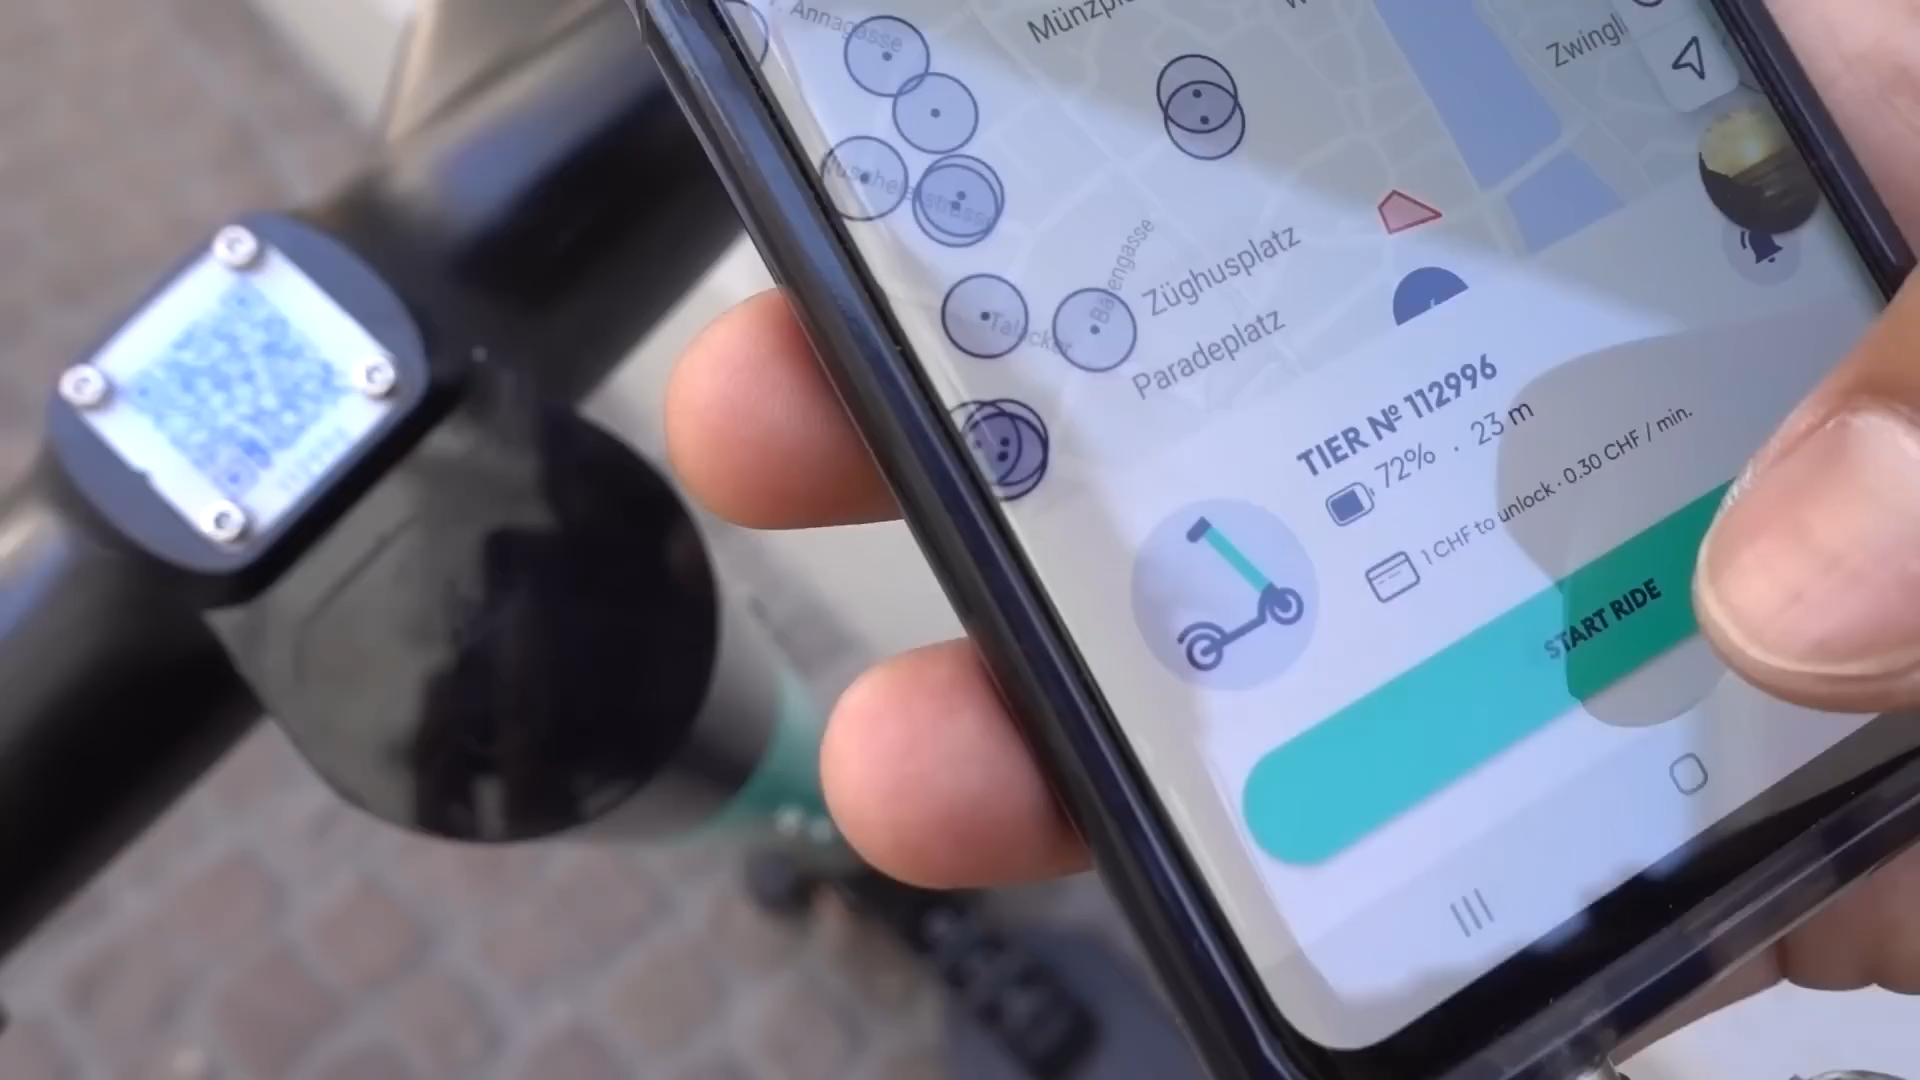 Annagasse
Münzpl
Zwingli
Bärengasse
Züghusplatz
Talacker
Paradeplatz
TIER Nº 112996
72% · 23 m
1 CHF to unlock · 0.30 CHF / min.
START RIDE